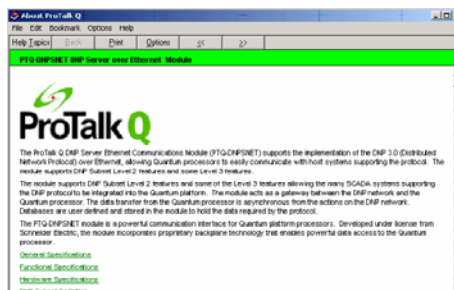 About ProTalk Q
File Edit Bookmark Options Help
Help Topics Back Print Options << >>
PTQ-DNPSNET DNP Server over Ethernet Module
ProTalk Q
The ProTalk Q DNP Server Ethernet Communications Module (PTQ-DNPSNET) supports the implementation of the DNP 3.0 (Distributed
Network Protocol) over Ethernet, allowing Quantum processors to easily communicate with host systems supporting the protocol. The
module supports DNP Subset Level 2 features and some Level 3 features.
The module supports DNP Subset Level 2 features and some of the Level 3 features allowing the many SCADA systems supporting
the DNP protocol to be integrated into the Quantum platform. The module acts as a gateway between the DNP network and the
Quantum processor. The data transfer from the Quantum processor is asynchronous from the actions on the DNP network.
Databases are user defined and stored in the module to hold the data required by the protocol.
The PTQ-DNPSNET module is a powerful communication interface for Quantum platform processors. Developed under license from
Schneider Electric, the module incorporates proprietary backplane technology that enables powerful data access to the Quantum
processor.
General Specifications
Functional Specifications
Hardware Specifications